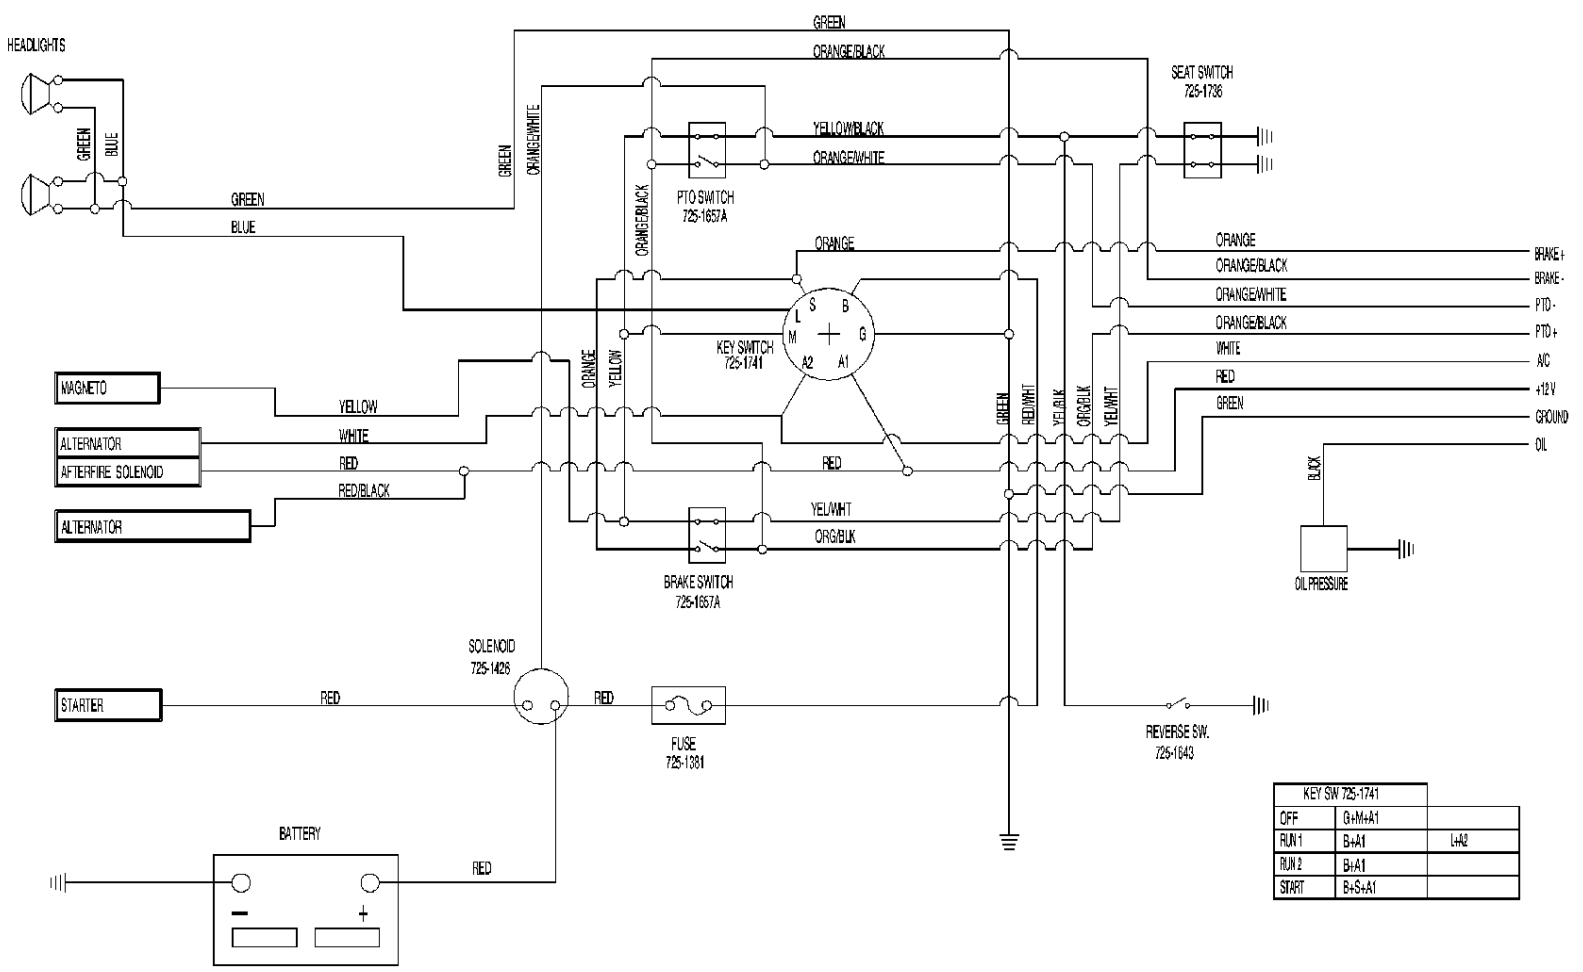 GREEN
HEADLIGHTS
ORANGE/BLACK
SEAT SWITCH
725-1736
ORANGE/WHITE
YELLOW/BLACK
GREEN
BLUE
GREEN
ORANGE/WHITE
PTO SWITCH
725-1657A
ORANGE/BLACK
GREEN
BLUE
ORANGE
ORANGE
BRAKE +
ORANGE/BLACK
BRAKE -
ORANGE/WHITE
PTO -
ORANGE/BLACK
PTO +
S
B
L
M
G
A2
A1
KEY SWITCH
725-1741
WHITE
A/C
RED
+12 V
GREEN
GROUND
OIL
ORANGE
YELLOW
GREEN
RED/WHT
YEL/BLK
ORG/BLK
YEL/WHT
MAGNETO
YELLOW
ALTERNATOR
WHITE
AFTERFIRE SOLENOID
RED
RED
RED/BLACK
ALTERNATOR
BLACK
YEL/WHT
ORG/BLK
BRAKE SWITCH
725-1657A
OIL PRESSURE
SOLENOID
725-1426
STARTER
RED
RED
FUSE
725-1381
REVERSE SW.
725-1643
KEY SW 725-1741
OFF G+M+A1
RUN 1 B+A1 L+A2
RUN 2 B+A1
START B+S+A1
BATTERY
RED
- +